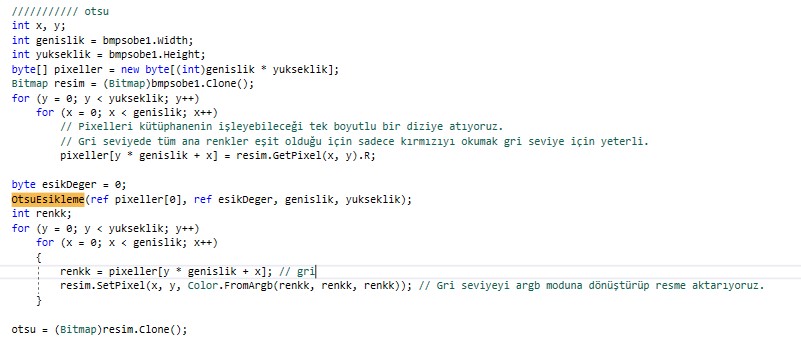 /////////// otsu
int x, y;
int genislik = bmpsobe1.Width;
int yukseklik = bmpsobe1.Height;
byte[] pixeller = new byte[(int)genislik * yukseklik];
Bitmap resim = (Bitmap)bmpsobe1.Clone();
for (y = 0; y < yukseklik; y++)
for (x = 0; x < genislik; x++)
// Pixelleri kütüphanenin işleyebileceği tek boyutlu bir diziye atıyoruz.
// Gri seviyede tüm ana renkler eşit olduğu için sadece kırmızıyı okumak gri seviye için yeterli.
pixeller[y * genislik + x] = resim.GetPixel(x, y).R;
byte esikDeger = 0;
OtsuEsikleme(ref pixeller[0], ref esikDeger, genislik, yukseklik);
int renkk;
for (y = 0; y < yukseklik; y++)
for (x = 0; x < genislik; x++)
{
renkk = pixeller[y * genislik + x]; // gri
resim.SetPixel(x, y, Color.FromArgb(renkk, renkk, renkk)); // Gri seviyeyi argb moduna dönüştürüp resme aktarıyoruz.
}
otsu = (Bitmap)resim.Clone();